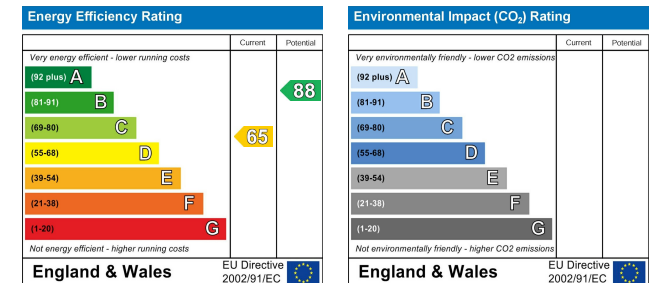 Energy Efficiency Rating
Current Potential
Very energy efficient - lower running costs
(92 plus) A
(81-91) B
(69-80) C
(55-68) D
(39-54) E
(21-38) F
(1-20) G
88
65
Not energy efficient - higher running costs
England & Wales
EU Directive
2002/91/EC
Environmental Impact (CO₂) Rating
Current Potential
Very environmentally friendly - lower CO2 emissions
(92 plus) A
(81-91) B
(69-80) C
(55-68) D
(39-54) E
(21-38) F
(1-20) G
Not environmentally friendly - higher CO2 emissions
England & Wales
EU Directive
2002/91/EC